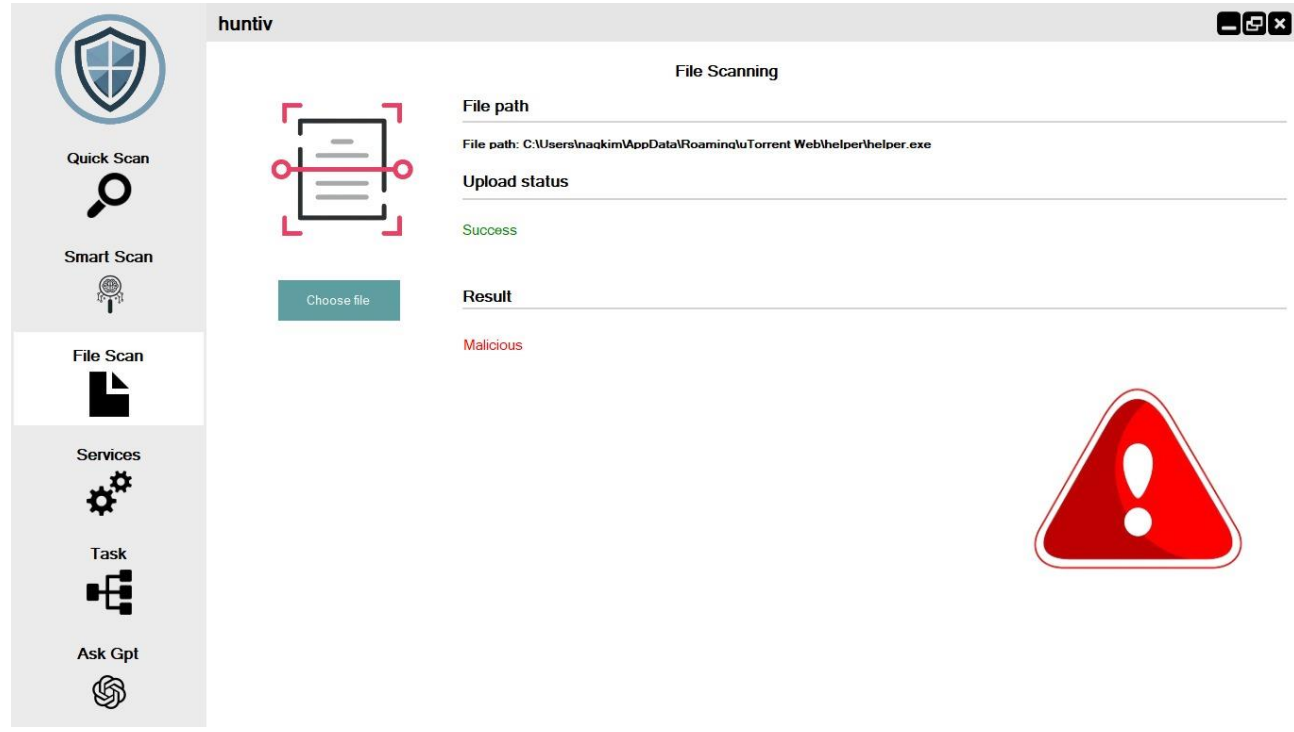 huntiv
File Scanning
Quick Scan
Smart Scan
File Scan
Services
Task
Ask Gpt
Choose file
File path
File path: C:\Users\nagkim\AppData\Roaming\uTorrent Web\helper\helper.exe
Upload status
Success
Result
Malicious